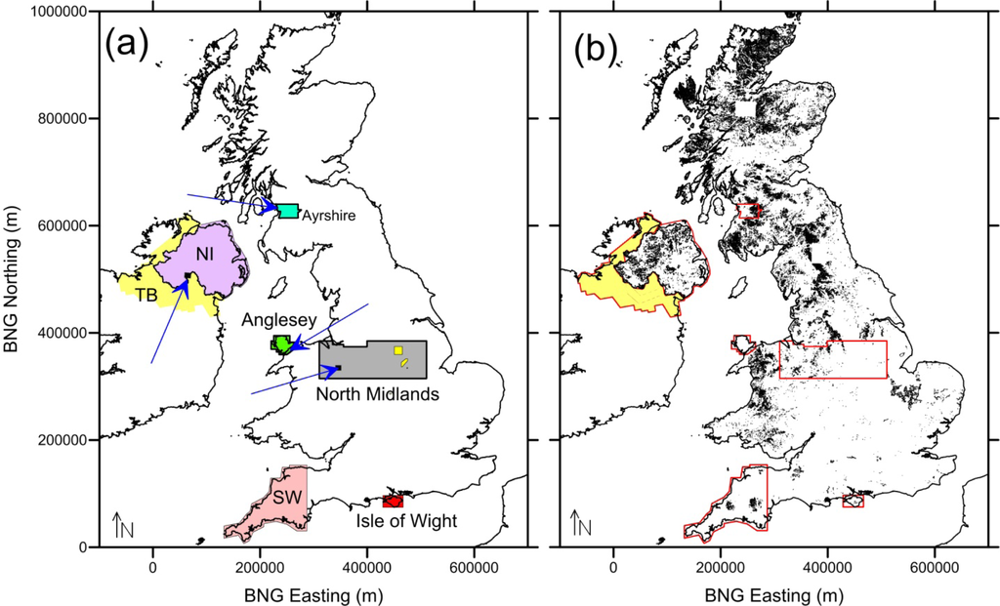 (a)
(b)
1000000
800000
600000
400000
200000
0
BNG Northing (m)
Ayrshire
NI
TB
Anglesey
North Midlands
SW
Isle of Wight
N
N
0 200000 400000 600000
0 200000 400000 600000
BNG Easting (m)
BNG Easting (m)